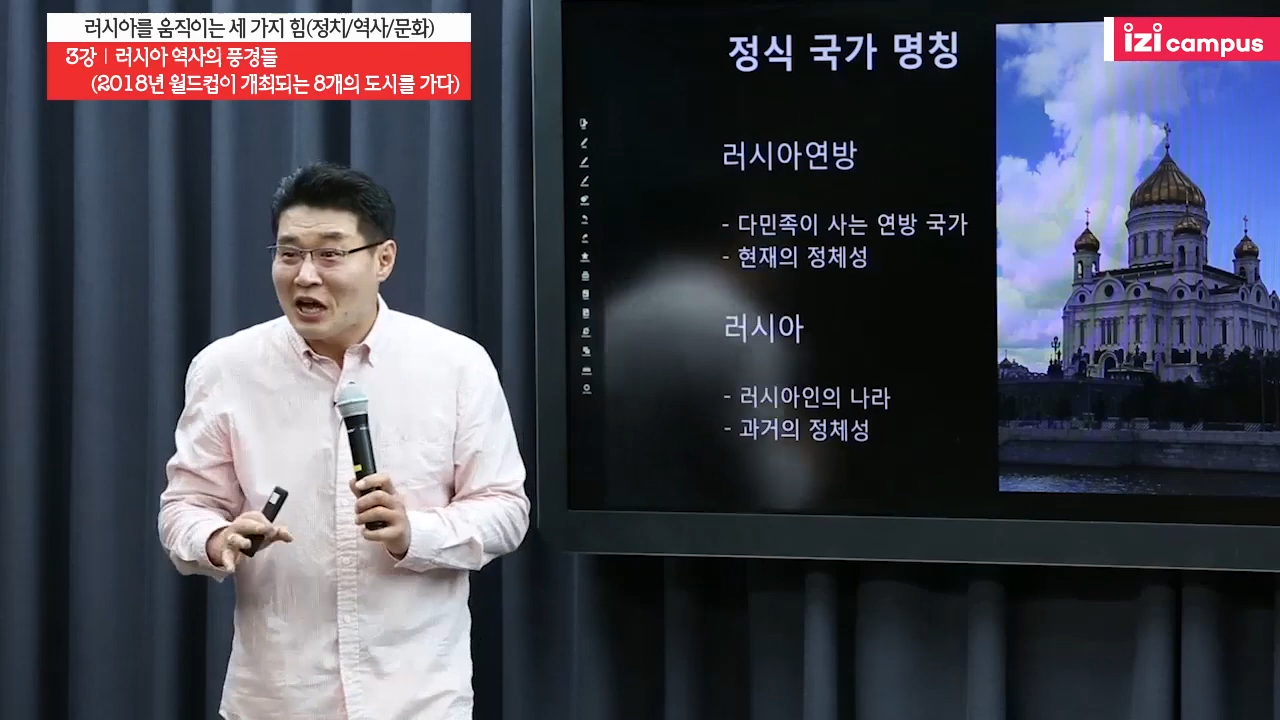 러시아를 움직이는 세 가지 힘(정치/역사/문화)
3강 | 러시아 역사의 풍경들
(2018년 월드컵이 개최되는 8개의 도시를 가다)
izi campus
정식 국가 명칭
러시아연방
- 다민족이 사는 연방 국가
- 현재의 정체성
러시아
- 러시아인의 나라
- 과거의 정체성